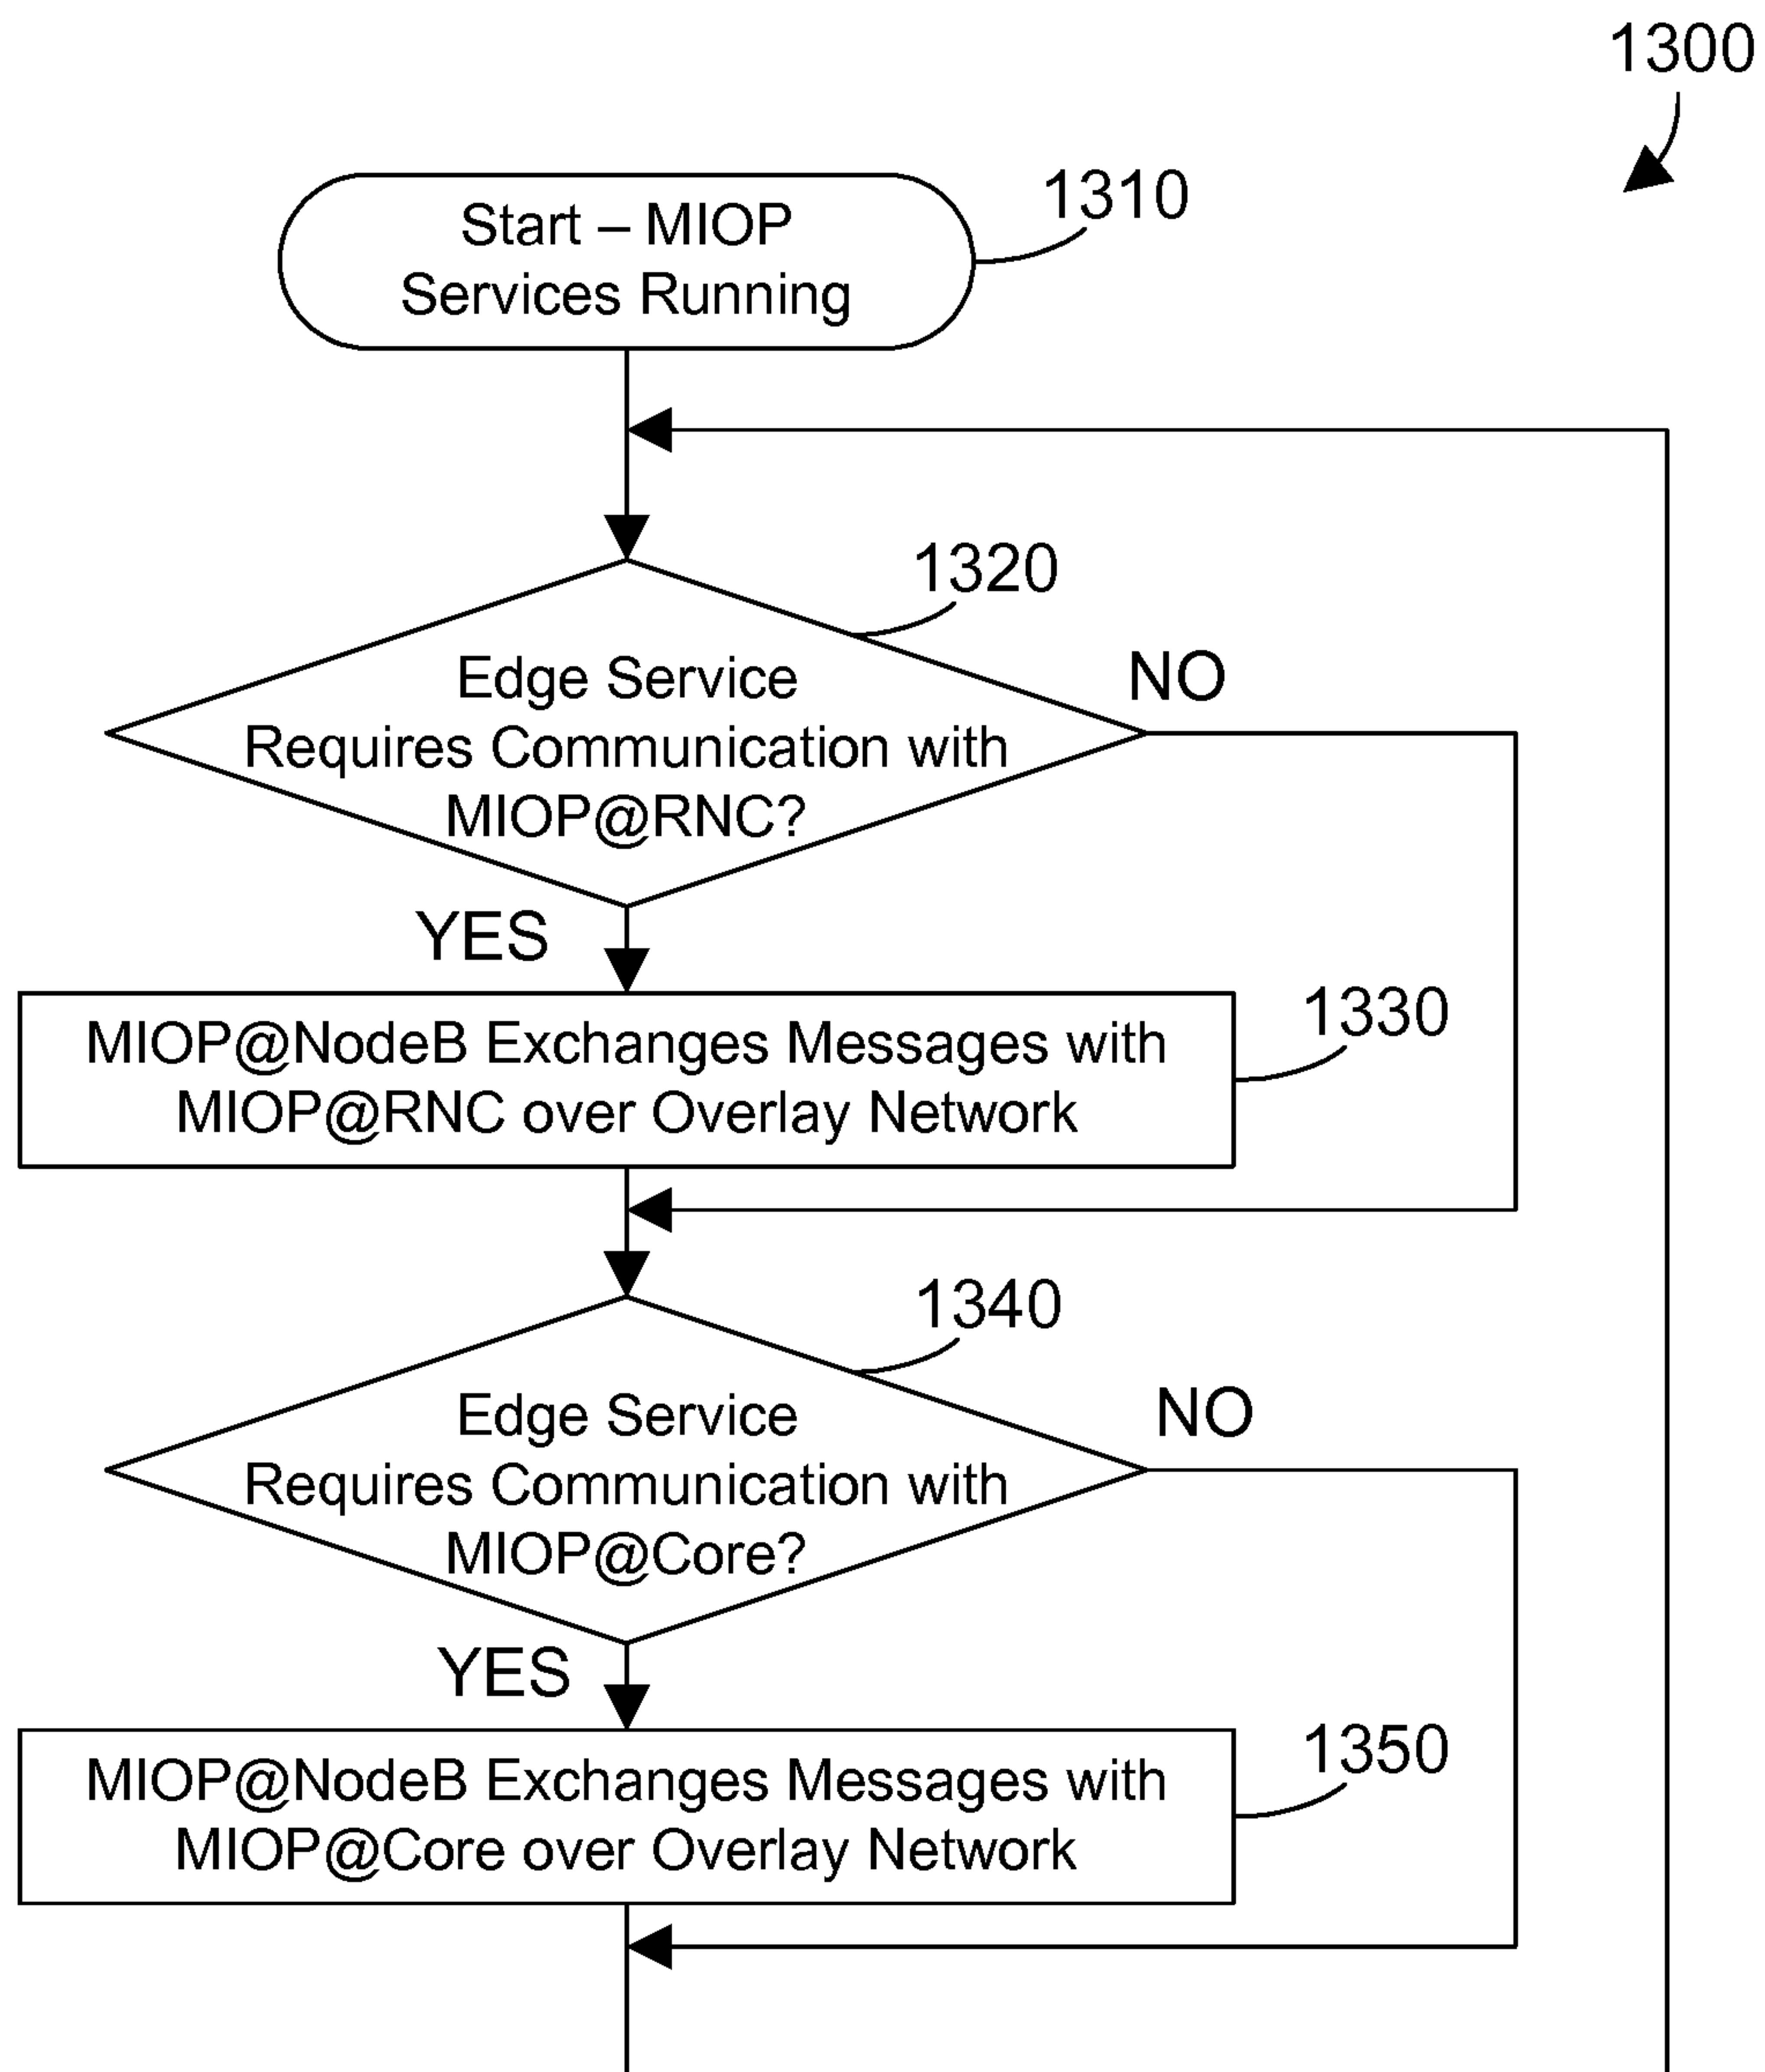 1300
1310
Start – MIOP
Services Running
1320
Edge Service
Requires Communication with
MIOP@RNC?
NO
YES
1330
MIOP@NodeB Exchanges Messages with
MIOP@RNC over Overlay Network
1340
Edge Service
Requires Communication with
MIOP@Core?
NO
YES
1350
MIOP@NodeB Exchanges Messages with
MIOP@Core over Overlay Network